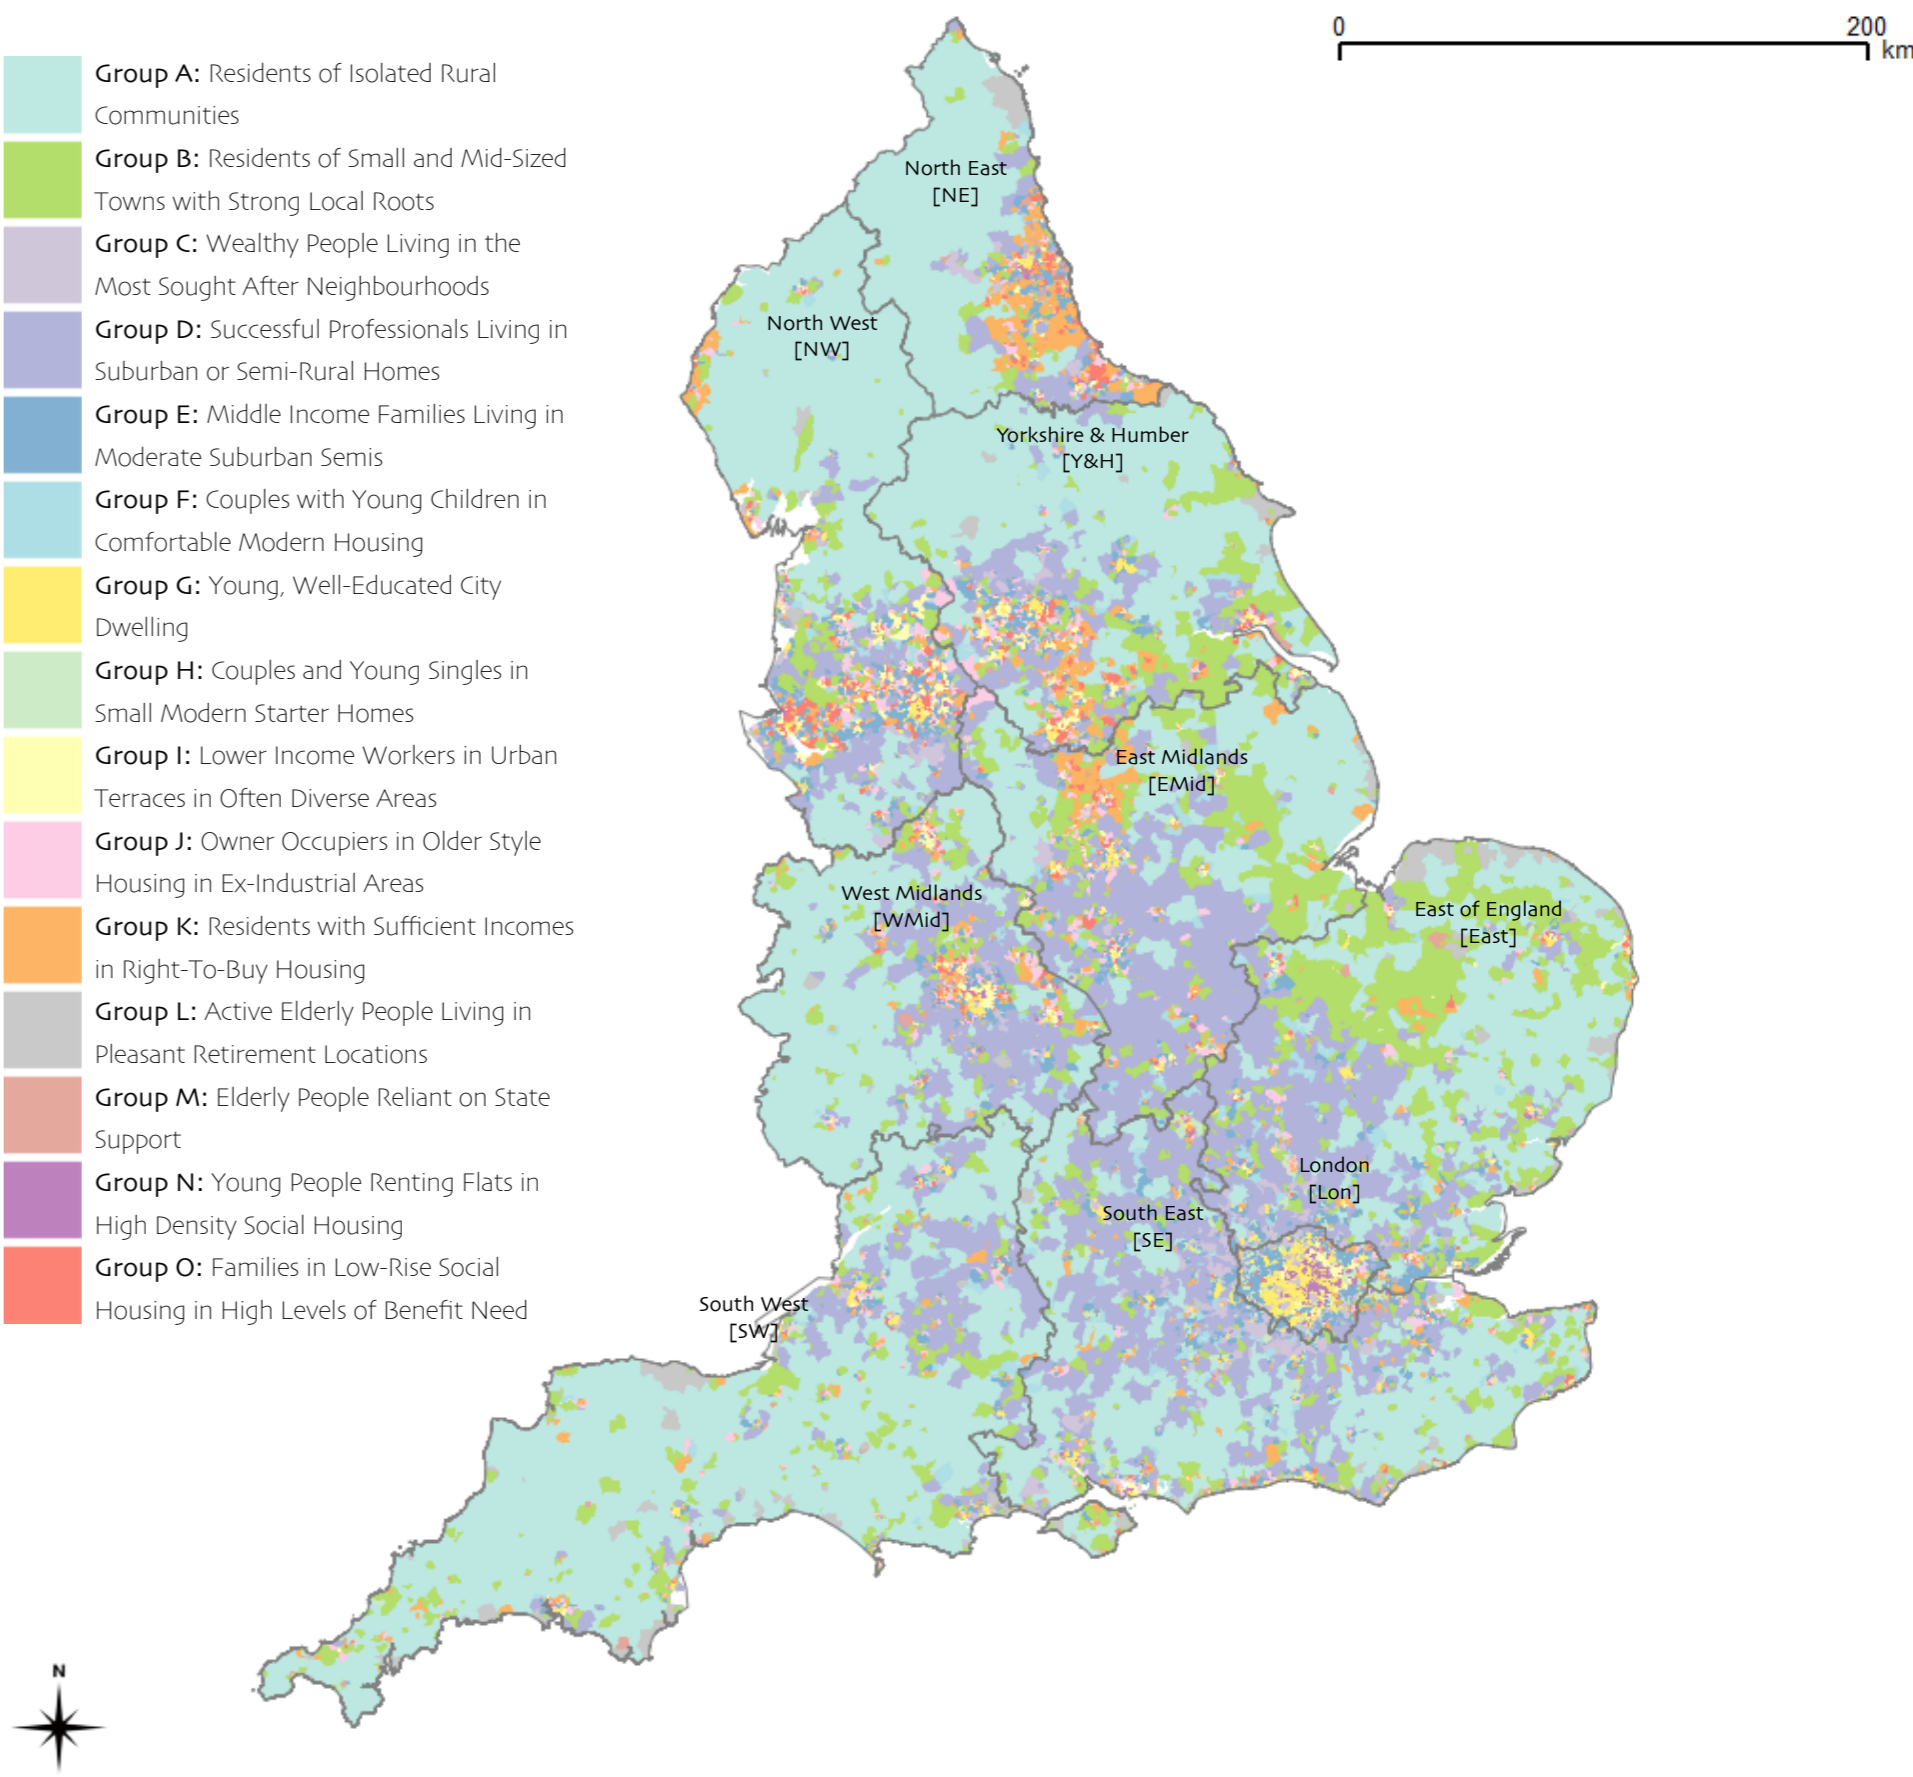 0 200
km
Group A: Residents of Isolated Rural
Communities
Group B: Residents of Small and Mid-Sized
Towns with Strong Local Roots
Group C: Wealthy People Living in the
Most Sought After Neighbourhoods
Group D: Successful Professionals Living in
Suburban or Semi-Rural Homes
Group E: Middle Income Families Living in
Moderate Suburban Semis
Group F: Couples with Young Children in
Comfortable Modern Housing
Group G: Young, Well-Educated City
Dwelling
Group H: Couples and Young Singles in
Small Modern Starter Homes
Group I: Lower Income Workers in Urban
Terraces in Often Diverse Areas
Group J: Owner Occupiers in Older Style
Housing in Ex-Industrial Areas
Group K: Residents with Sufficient Incomes
in Right-To-Buy Housing
Group L: Active Elderly People Living in
Pleasant Retirement Locations
Group M: Elderly People Reliant on State
Support
Group N: Young People Renting Flats in
High Density Social Housing
Group O: Families in Low-Rise Social
Housing in High Levels of Benefit Need
North East
[NE]
North West
[NW]
Yorkshire & Humber
[Y&H]
East Midlands
[EMid]
West Midlands
[WMid]
East of England
[East]
London
[Lon]
South East
[SE]
South West
[SW]
N